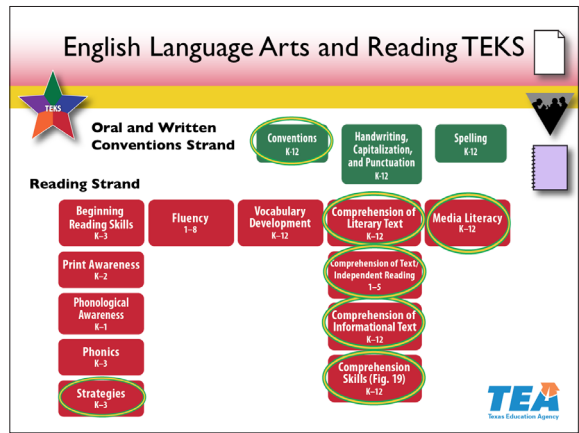 English Language Arts and Reading TEKS
TEKS
Oral and Written
Conventions Strand
Conventions
K-12
Handwriting,
Capitalization,
and Punctuation
K-12
Spelling
K-12
Reading Strand
Beginning
Reading Skills
K–3
Fluency
1–8
Vocabulary
Development
K–12
Comprehension of
Literary Text
K–12
Media Literacy
K–12
Print Awareness
K–2
Comprehension of Text/
Independent Reading
1–5
Phonological
Awareness
K–1
Comprehension of
Informational Text
K–12
Phonics
K–3
Comprehension
Skills (Fig. 19)
K–12
Strategies
K–3
TEA
Texas Education Agency